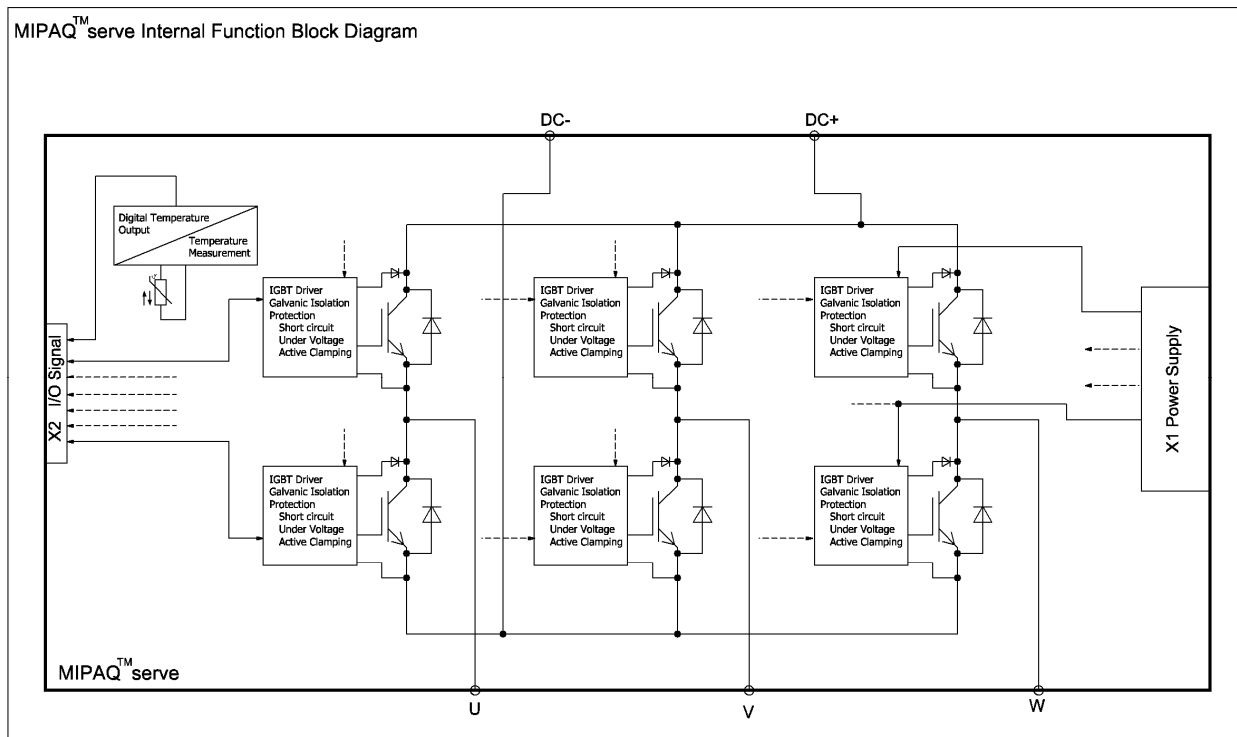 MIPAQ™serve Internal Function Block Diagram
DC-
DC+
Digital Temperature
Output
Temperature
Measurement
IGBT Driver
Galvanic Isolation
Protection
Short circuit
Under Voltage
Active Clamping
IGBT Driver
Galvanic Isolation
Protection
Short circuit
Under Voltage
Active Clamping
IGBT Driver
Galvanic Isolation
Protection
Short circuit
Under Voltage
Active Clamping
X2 I/O Signal
X1 Power Supply
IGBT Driver
Galvanic Isolation
Protection
Short circuit
Under Voltage
Active Clamping
IGBT Driver
Galvanic Isolation
Protection
Short circuit
Under Voltage
Active Clamping
IGBT Driver
Galvanic Isolation
Protection
Short circuit
Under Voltage
Active Clamping
MIPAQ™serve
U
V
W